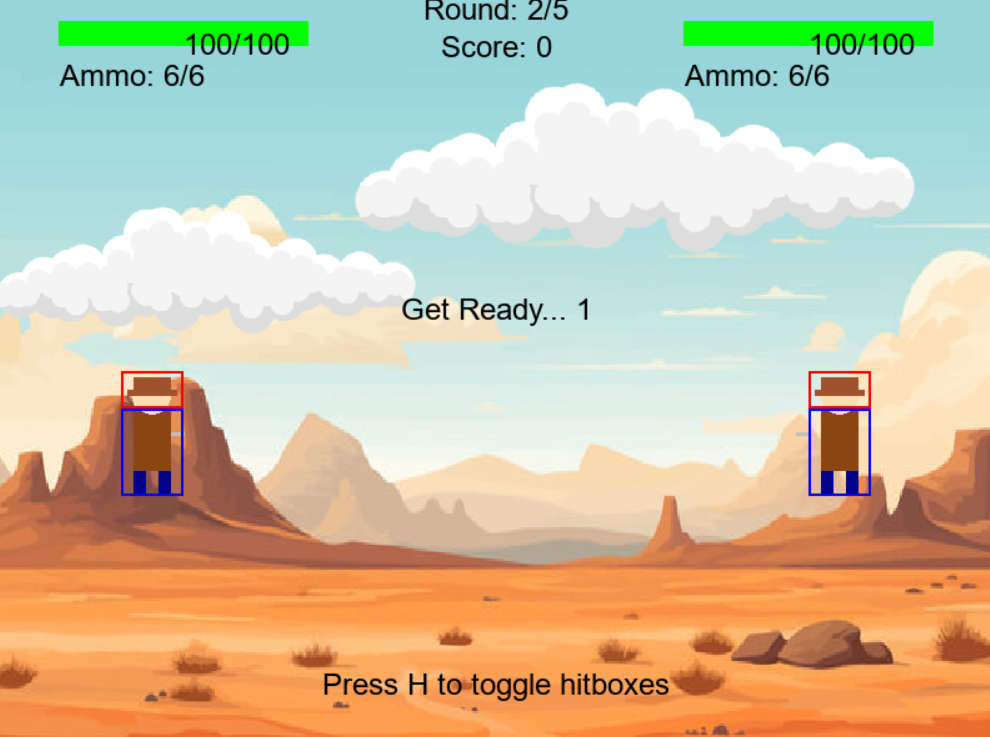 Round: 2/5
100/100
Score: 0
100/100
Ammo: 6/6
Ammo: 6/6
Get Ready... 1
Press H to toggle hitboxes